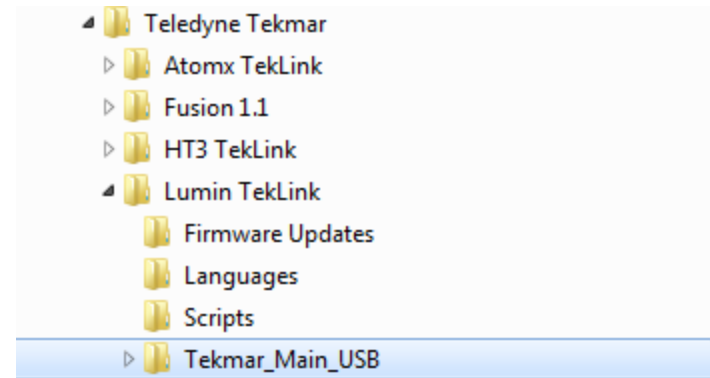 Teledyne Tekmar
Atomx TekLink
Fusion 1.1
HT3 TekLink
Lumin TekLink
Firmware Updates
Languages
Scripts
Tekmar_Main_USB